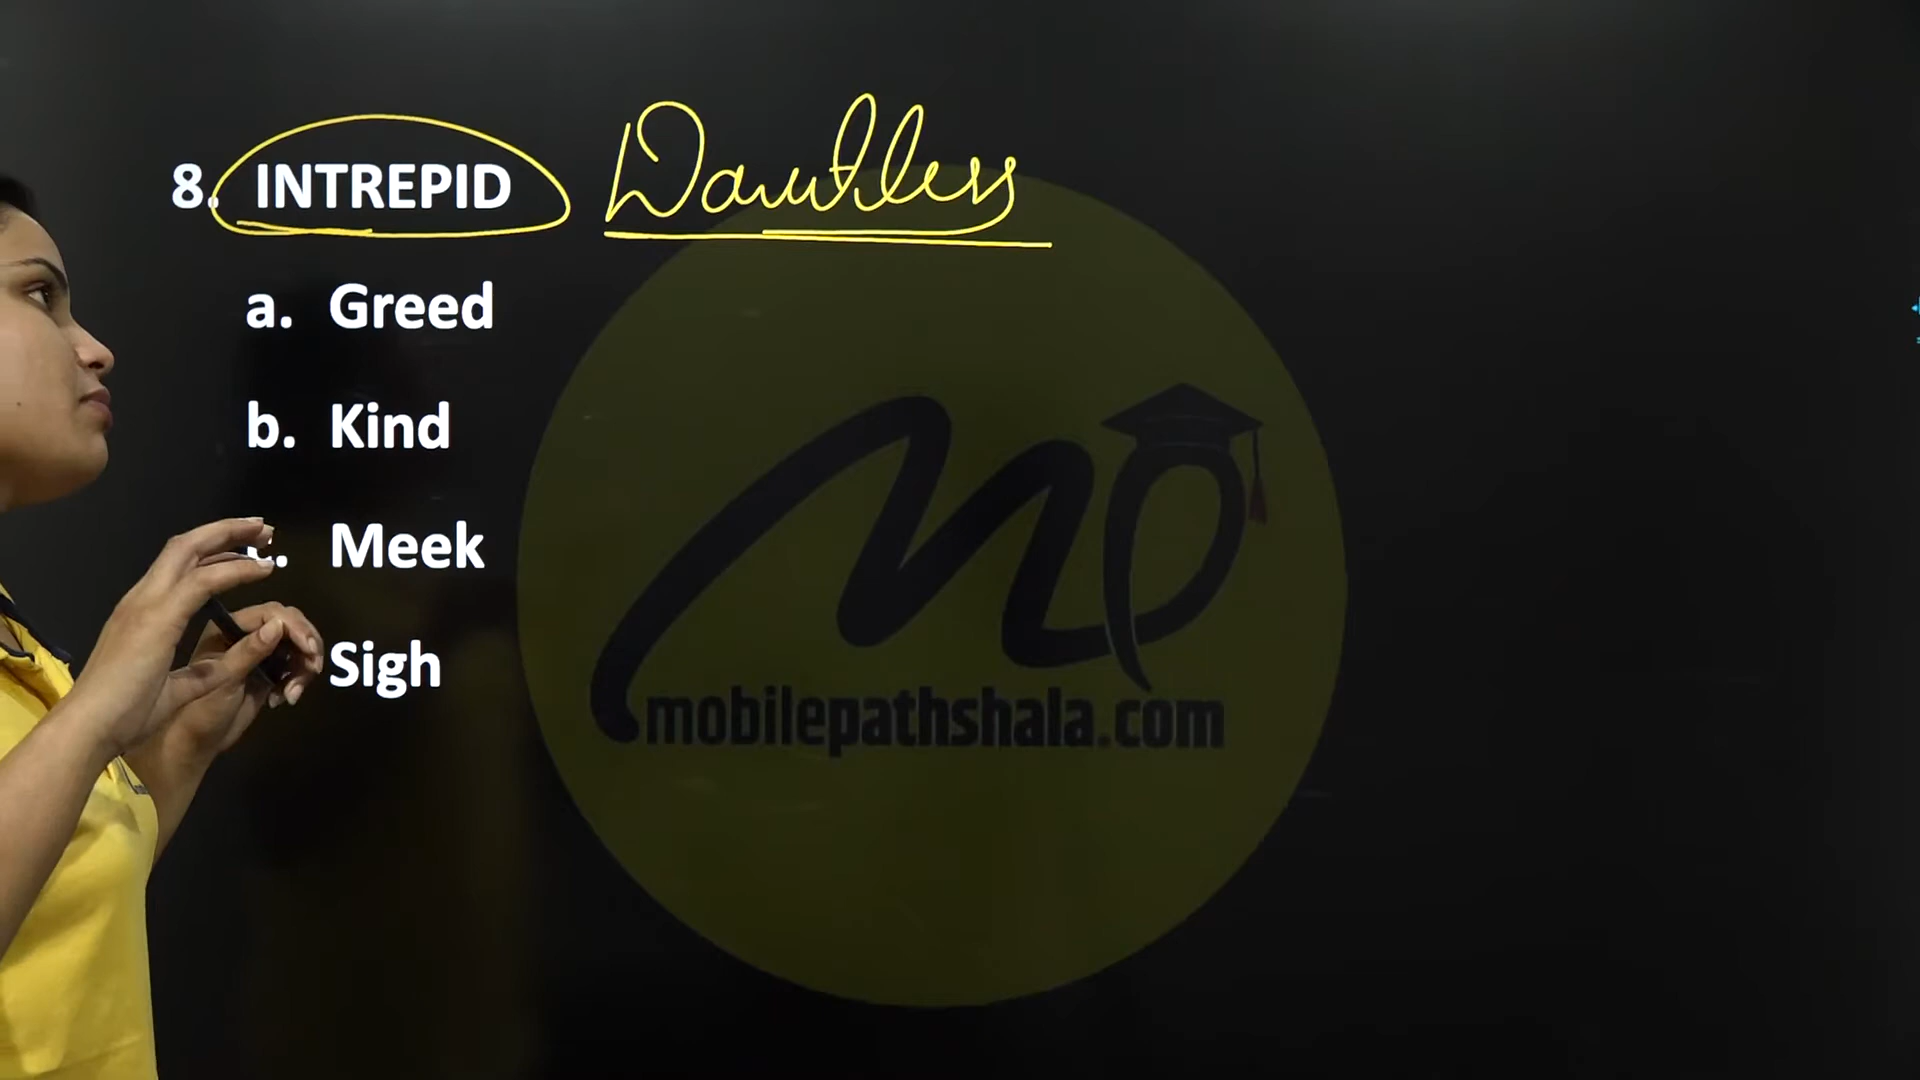 8. INTREPID Dauntless
a. Greed
b. Kind
c. Meek
Sigh
mobilepathshala.com